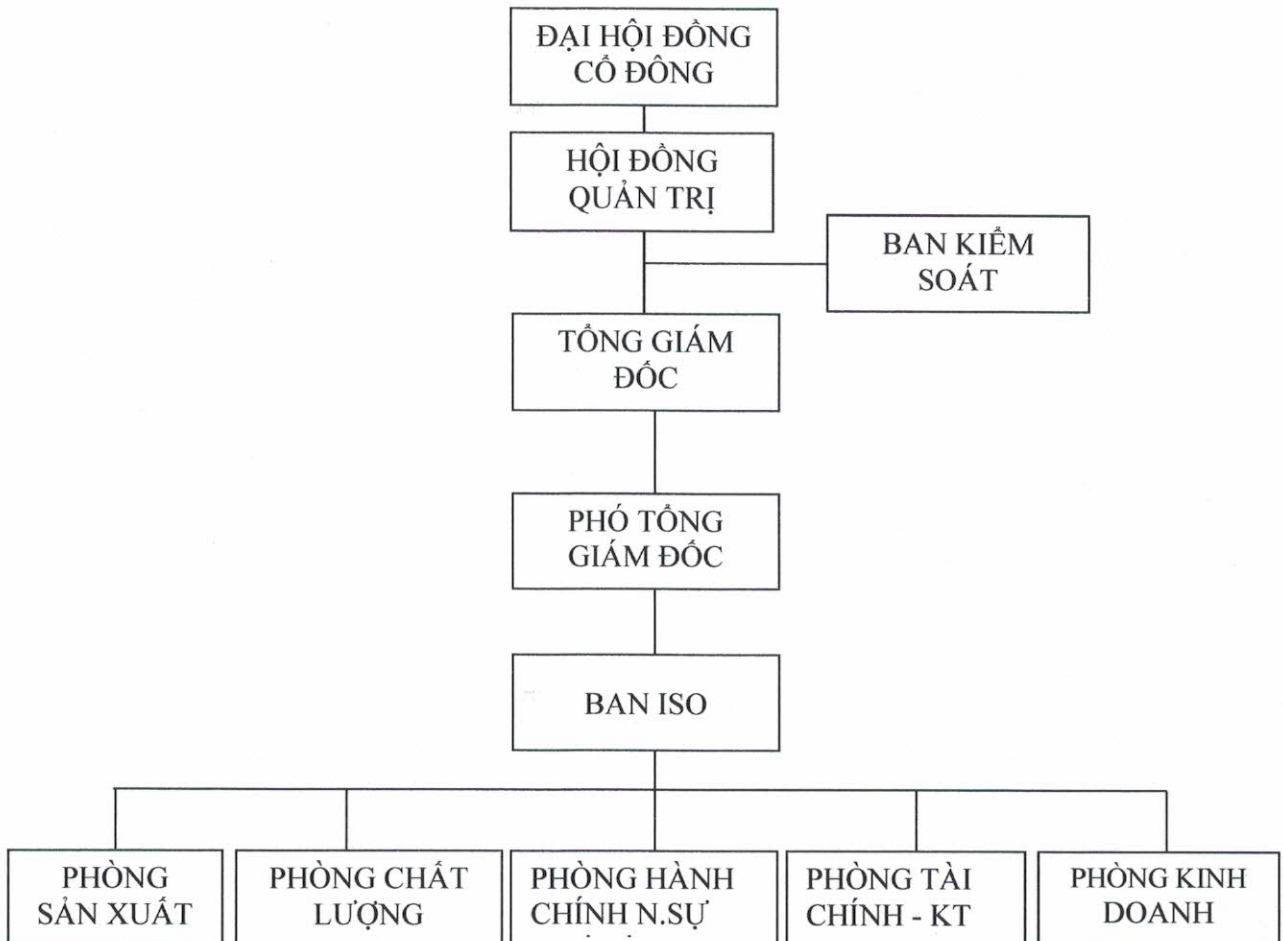 ĐẠI HỘI ĐỒNG
CỔ ĐÔNG
HỘI ĐỒNG
QUẢN TRỊ
BAN KIỂM
SOÁT
TỔNG GIÁM
ĐỐC
PHÓ TỔNG
GIÁM ĐỐC
BAN ISO
PHÒNG
SẢN XUẤT
PHÒNG CHẤT
LƯỢNG
PHÒNG HÀNH
CHÍNH N.SỰ
PHÒNG TÀI
CHÍNH - KT
PHÒNG KINH
DOANH